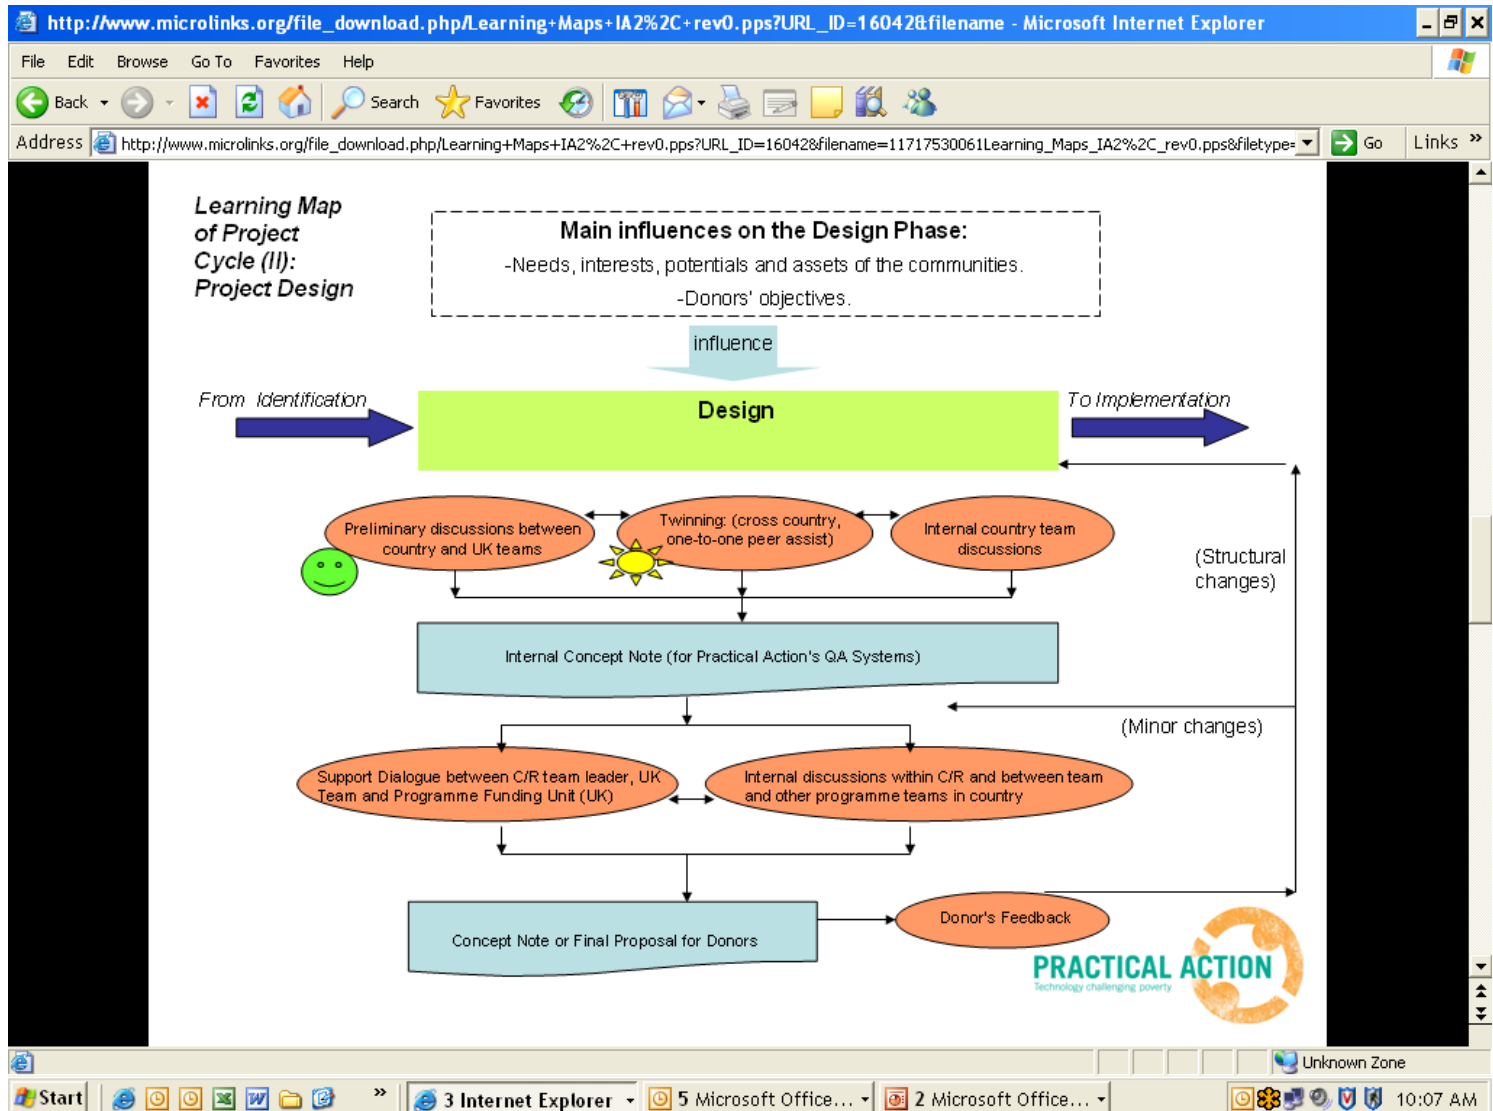 http://www.microlinks.org/file_download.php/Learning+Maps+IA2%2C+rev0.pps?URL_ID=16042&filename - Microsoft Internet Explorer
File Edit Browse Go To Favorites Help
Back Search Favorites
Address http://www.microlinks.org/file_download.php/Learning+Maps+IA2%2C+rev0.pps?URL_ID=16042&filename=11717530061Learning_Maps_IA2%2C_rev0.pps&filetype= Go Links »
Learning Map
of Project
Cycle (II):
Project Design
Main influences on the Design Phase:
-Needs, interests, potentials and assets of the communities.
-Donors' objectives.
influence
From Identification
Design
To Implementation
Preliminary discussions between
country and UK teams
Twinning: (cross country,
one-to-one peer assist)
Internal country team
discussions
(Structural
changes)
Internal Concept Note (for Practical Action's QA Systems)
(Minor changes)
Support Dialogue between C/R team leader, UK
Team and Programme Funding Unit (UK)
Internal discussions within C/R and between team
and other programme teams in country
Donor's Feedback
Concept Note or Final Proposal for Donors
PRACTICAL ACTION
Technology challenging poverty
Unknown Zone
Start » 3 Internet Explorer 5 Microsoft Office... 2 Microsoft Office... 10:07 AM